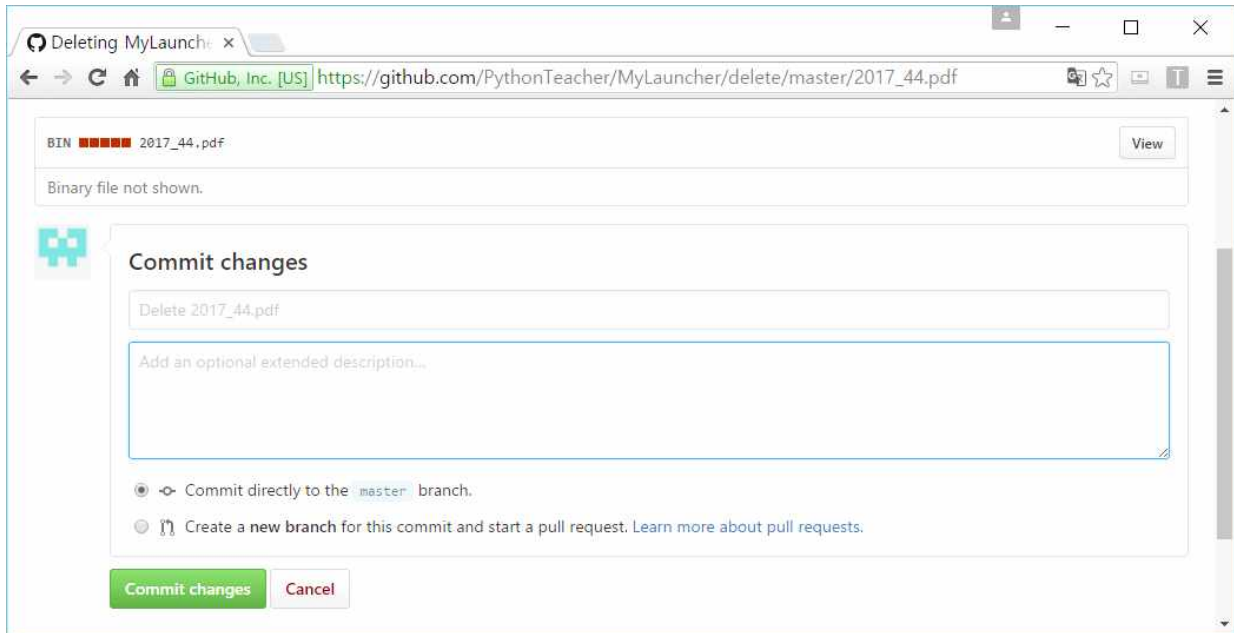 Deleting MyLaunche
GitHub, Inc. [US] https://github.com/PythonTeacher/MyLauncher/delete/master/2017_44.pdf
BIN 2017_44.pdf
View
Binary file not shown.
Commit changes
Delete 2017_44.pdf
Add an optional extended description...
Commit directly to the master branch.
Create a new branch for this commit and start a pull request. Learn more about pull requests.
Commit changes Cancel